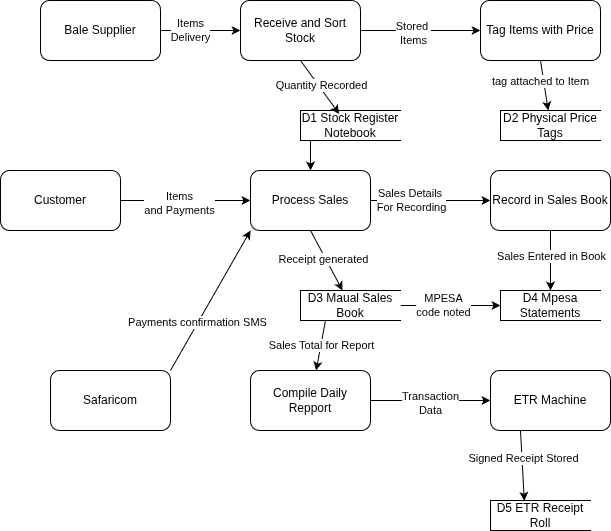 Bale Supplier
Items
Delivery
Receive and Sort
Stock
Stored
Items
Tag Items with Price
Quantity Recorded
tag attached to Item
D1 Stock Register
Notebook
D2 Physical Price
Tags
Customer
Items
and Payments
Process Sales
Sales Details
For Recording
Record in Sales Book
Receipt generated
Sales Entered in Book
D3 Maual Sales
Book
MPESA
code noted
D4 Mpesa
Statements
Payments confirmation SMS
Sales Total for Report
Safaricom
Compile Daily
Repport
Transaction
Data
ETR Machine
Signed Receipt Stored
D5 ETR Receipt
Roll